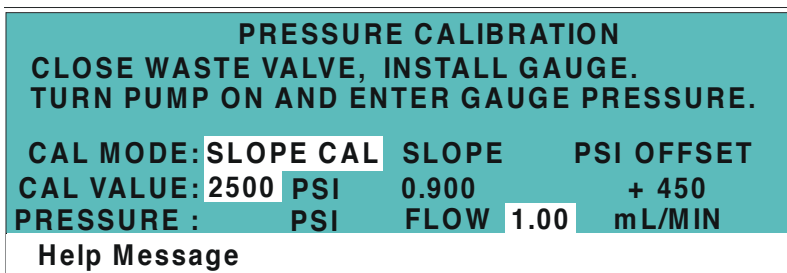 PRESSURE CALIBRATION
CLOSE WASTE VALVE, INSTALL GAUGE.
TURN PUMP ON AND ENTER GAUGE PRESSURE.
CAL MODE: SLOPE CAL SLOPE PSI OFFSET
CAL VALUE: 2500 PSI 0.900 + 450
PRESSURE : PSI FLOW 1.00 mL/MIN
Help Message